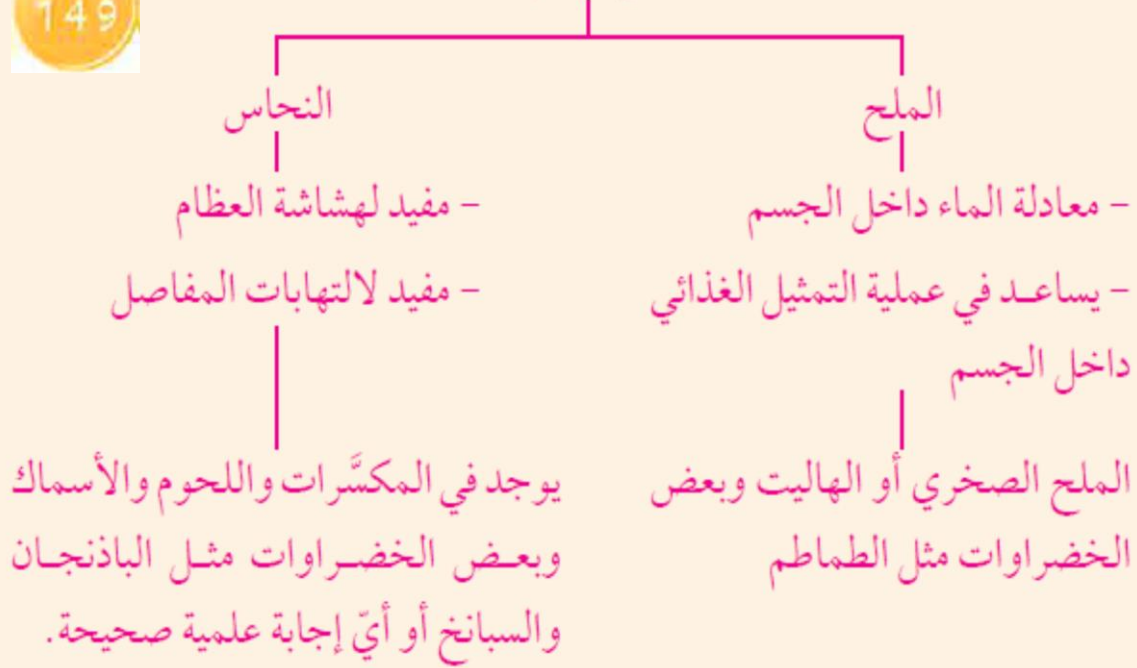 149
الملح
– معادلة الماء داخل الجسم
– يساعد في عملية التمثيل الغذائي
داخل الجسم
الملح الصخري أو الهاليت وبعض
الخضراوات مثل الطماطم
النحاس
– مفيد لهشاشة العظام
– مفيد لالتهابات المفاصل
يوجد في المكسَّرات واللحوم والأسماك
وبعض الخضراوات مثل الباذنجان
والسبانخ أو أيّ إجابة علمية صحيحة.